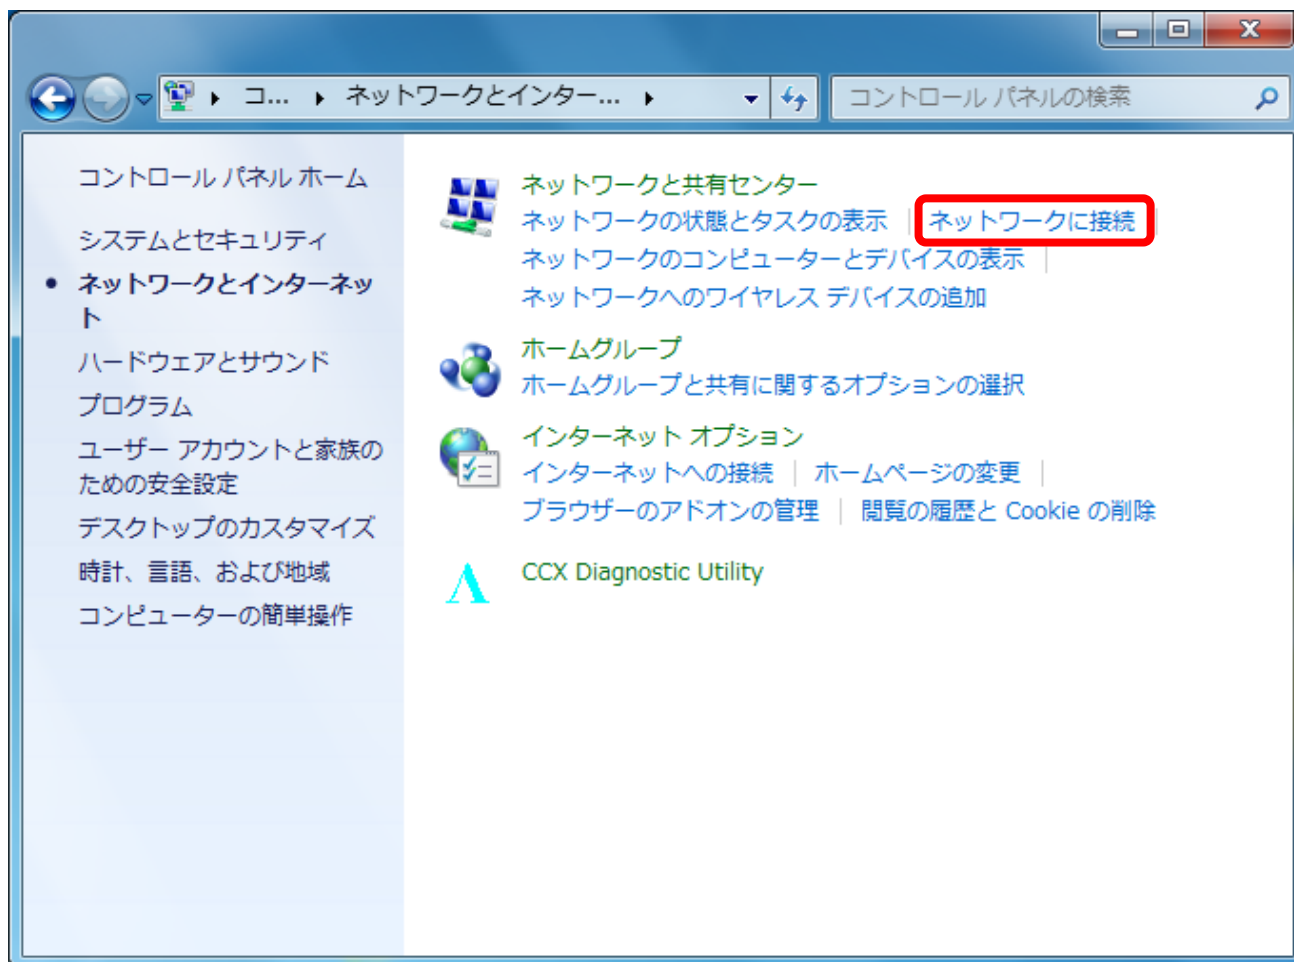 コ... ネットワークとインター... コントロール パネルの検索
コントロール パネル ホーム
システムとセキュリティ
ネットワークとインターネッ
ト
ハードウェアとサウンド
プログラム
ユーザー アカウントと家族の
ための安全設定
デスクトップのカスタマイズ
時計、言語、および地域
コンピューターの簡単操作
ネットワークと共有センター
ネットワークの状態とタスクの表示 ネットワークに接続
ネットワークのコンピューターとデバイスの表示
ネットワークへのワイヤレス デバイスの追加
ホームグループ
ホームグループと共有に関するオプションの選択
インターネット オプション
インターネットへの接続 ホームページの変更
ブラウザーのアドオンの管理 閲覧の履歴と Cookie の削除
CCX Diagnostic Utility